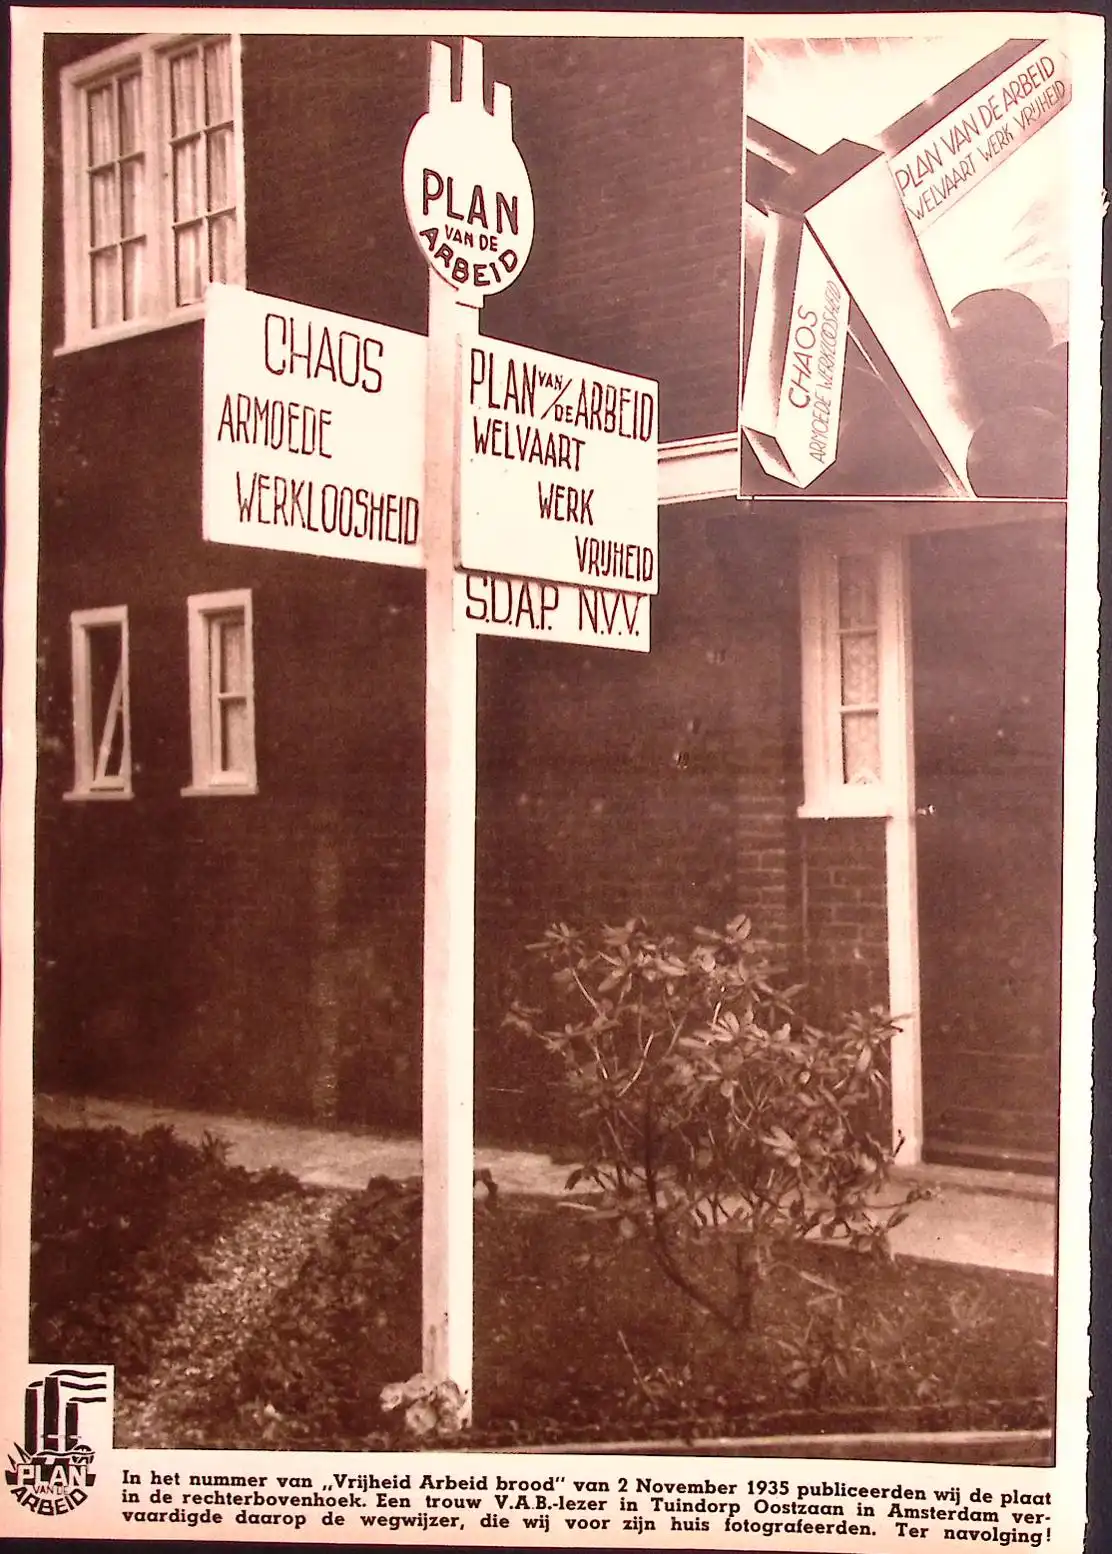 PLAN
VAN DE
ARBEID
CHAOS
ARMOEDE
WERKLOOSHEID
PLAN VAN/DE ARBEID
WELVAART
WERK
VRIJHEID
S.D.A.P. N.V.V.
PLAN VAN DE ARBEID
WELVAART WERK VRIJHEID
CHAOS
ARMOEDE WERKLOOSHEID
PLAN
VAN DE
ARBEID
In het nummer van „Vrijheid Arbeid brood" van 2 November 1935 publiceerden wij de plaat
in de rechterbovenhoek. Een trouw V.A.B.-lezer in Tuindorp Oostzaan in Amsterdam ver-
vaardigde daarop de wegwijzer, die wij voor zijn huis fotografeerden. Ter navolging!